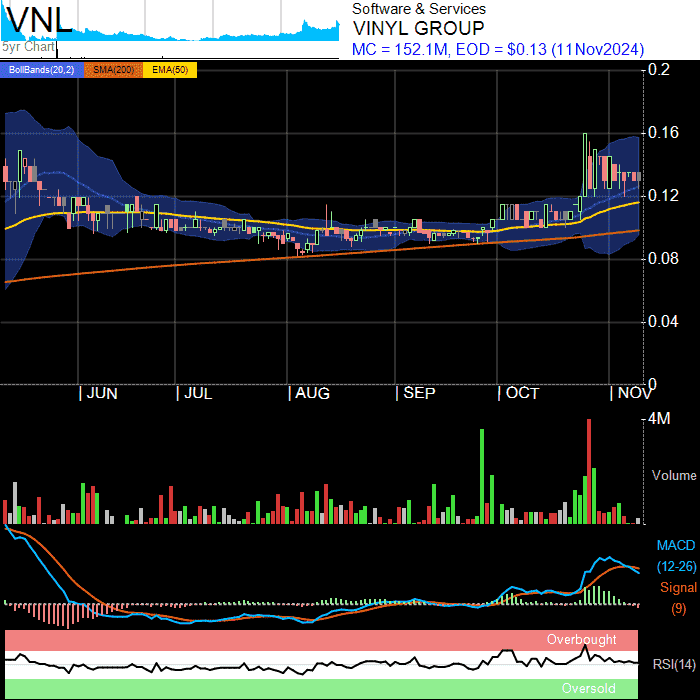 VNL
5yr Chart
Software & Services
VINYL GROUP
MC = 152.1M, EOD = $0.13 (11Nov2024)
BollBands(20,2) SMA(200) EMA(50)
0.2
0.16
0.12
0.08
0.04
0
JUN JUL AUG SEP OCT NOV
4M
Volume
MACD
(12-26)
Signal
(9)
Overbought
RSI(14)
Oversold